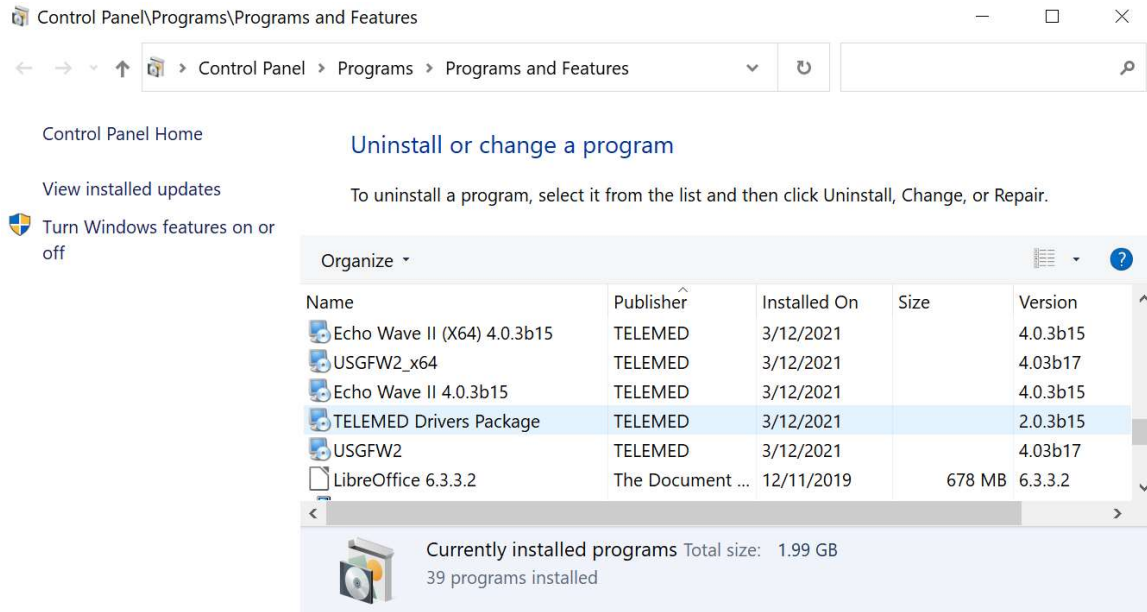 Control Panel\Programs\Programs and Features
Control Panel > Programs > Programs and Features
Control Panel Home
View installed updates
Turn Windows features on or
off
Uninstall or change a program
To uninstall a program, select it from the list and then click Uninstall, Change, or Repair.
Organize
Name Publisher Installed On Size Version
Echo Wave II (X64) 4.0.3b15 TELEMED 3/12/2021 4.0.3b15
USGFW2_x64 TELEMED 3/12/2021 4.03b17
Echo Wave II 4.0.3b15 TELEMED 3/12/2021 4.0.3b15
TELEMED Drivers Package TELEMED 3/12/2021 2.0.3b15
USGFW2 TELEMED 3/12/2021 4.03b17
LibreOffice 6.3.3.2 The Document ... 12/11/2019 678 MB 6.3.3.2
Currently installed programs Total size: 1.99 GB
39 programs installed